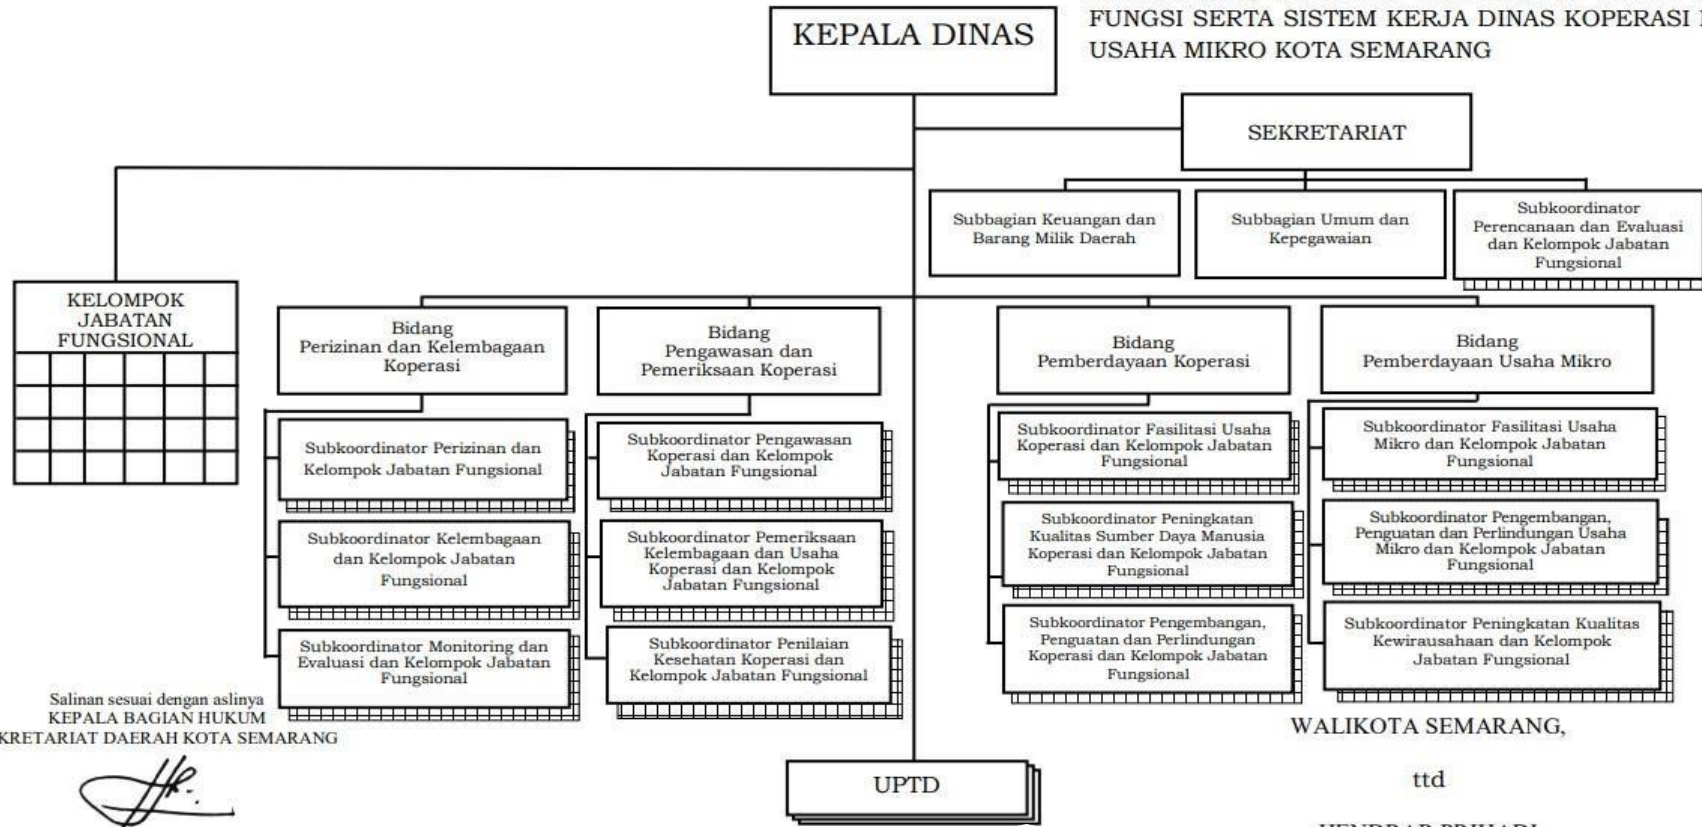 KEPALA DINAS
FUNGSI SERTA SISTEM KERJA DINAS KOPERASI
USAHA MIKRO KOTA SEMARANG
SEKRETARIAT
Subbagian Keuangan dan
Barang Milik Daerah
Subbagian Umum dan
Kepegawaian
Subkoordinator
Perencanaan dan Evaluasi
dan Kelompok Jabatan
Fungsional
KELOMPOK
JABATAN
FUNGSIONAL
Bidang
Perizinan dan Kelembagaan
Koperasi
Bidang
Pengawasan dan
Pemeriksaan Koperasi
Bidang
Pemberdayaan Koperasi
Bidang
Pemberdayaan Usaha Mikro
Subkoordinator Perizinan dan
Kelompok Jabatan Fungsional
Subkoordinator Pengawasan
Koperasi dan Kelompok
Jabatan Fungsional
Subkoordinator Fasilitasi Usaha
Koperasi dan Kelompok Jabatan
Fungsional
Subkoordinator Fasilitasi Usaha
Mikro dan Kelompok Jabatan
Fungsional
Subkoordinator Kelembagaan
dan Kelompok Jabatan
Fungsional
Subkoordinator Pemeriksaan
Kelembagaan dan Usaha
Koperasi dan Kelompok
Jabatan Fungsional
Subkoordinator Peningkatan
Kualitas Sumber Daya Manusia
Koperasi dan Kelompok Jabatan
Fungsional
Subkoordinator Pengembangan,
Penguatan dan Perlindungan Usaha
Mikro dan Kelompok Jabatan
Fungsional
Subkoordinator Monitoring dan
Evaluasi dan Kelompok Jabatan
Fungsional
Subkoordinator Penilaian
Kesehatan Koperasi dan
Kelompok Jabatan Fungsional
Subkoordinator Pengembangan,
Penguatan dan Perlindungan
Koperasi dan Kelompok Jabatan
Fungsional
Subkoordinator Peningkatan Kualitas
Kewirausahaan dan Kelompok
Jabatan Fungsional
Salinan sesuai dengan aslinya
KEPALA BAGIAN HUKUM
KRETARIAT DAERAH KOTA SEMARANG
UPTD
WALIKOTA SEMARANG,
ttd
HENDRAR PRIHADI